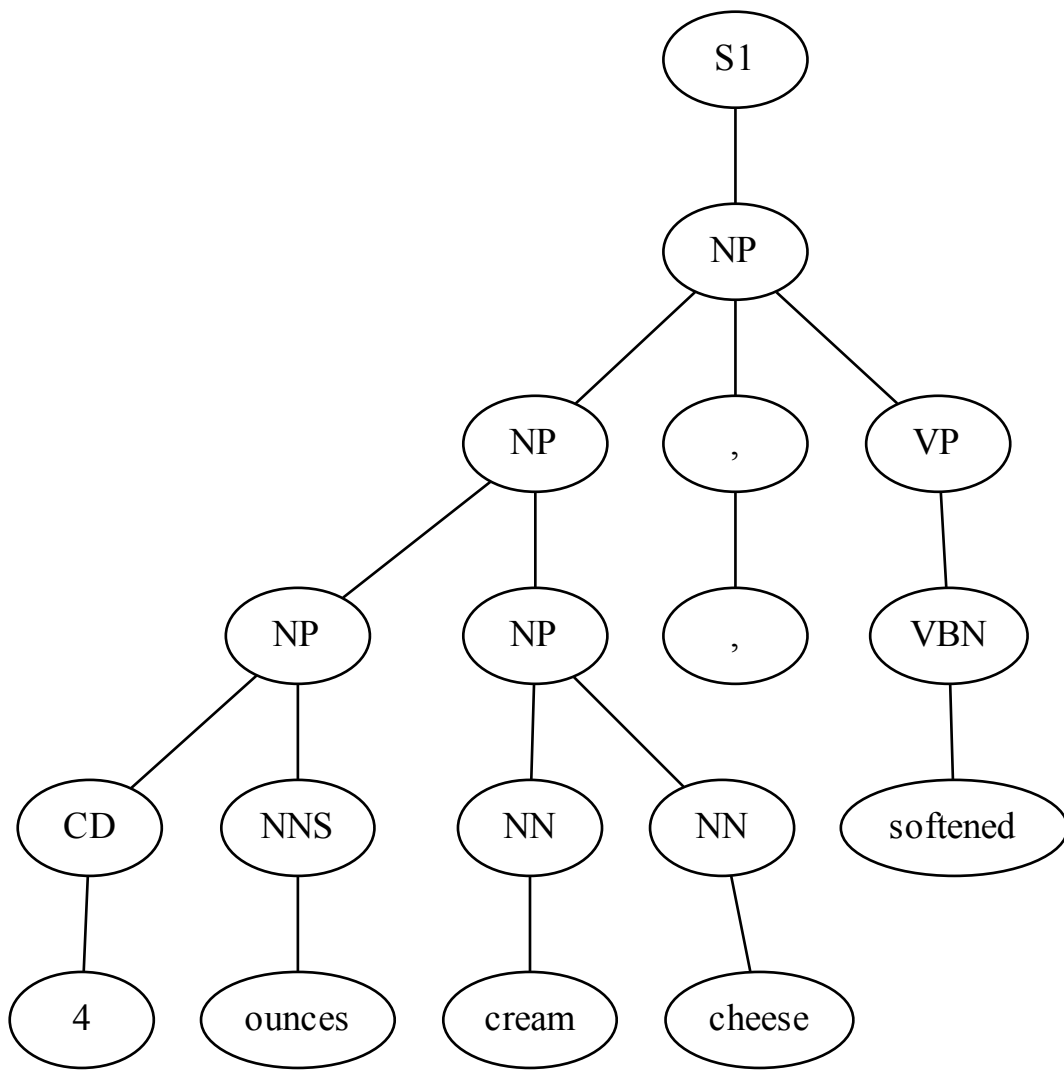 S1
NP
NP , VP
NP NP , VBN
CD NNS NN NN softened
4 ounces cream cheese